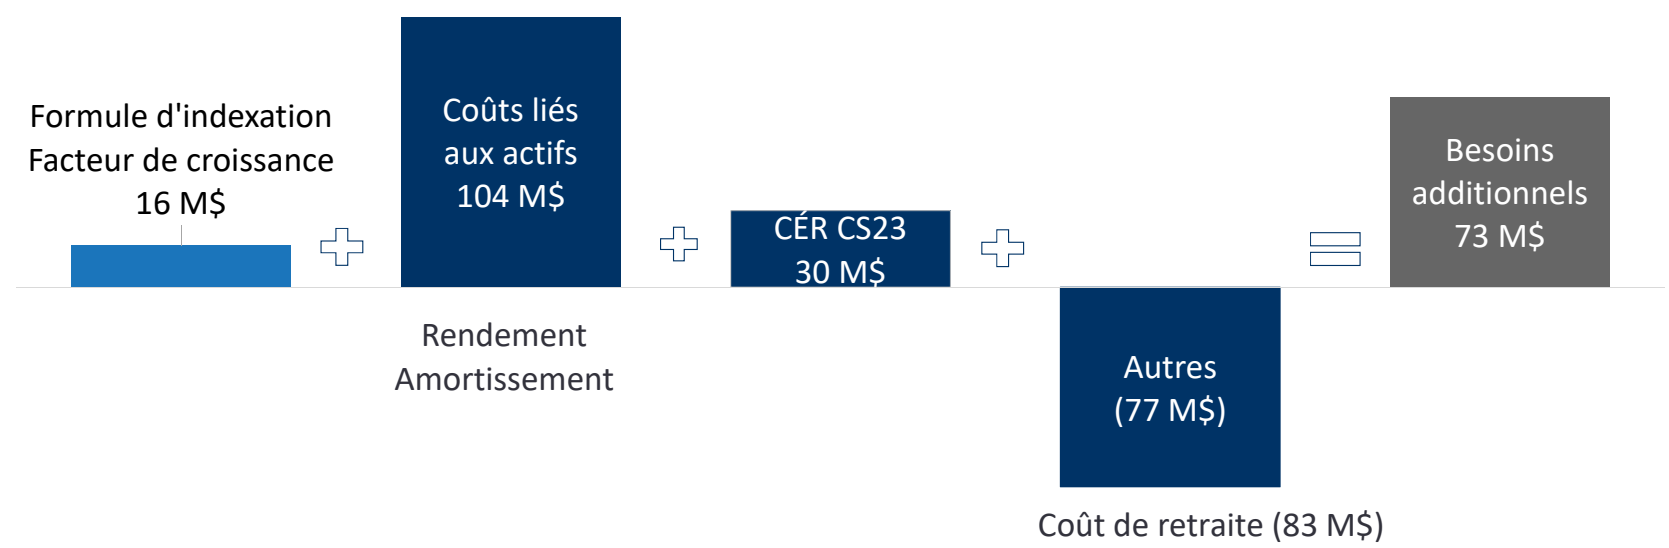 Formule d'indexation
Facteur de croissance
16 M$
Coûts liés
aux actifs
104 M$
Rendement
Amortissement
CÉR CS23
30 M$
Autres
(77 M$)
Coût de retraite (83 M$)
Besoins
additionnels
73 M$